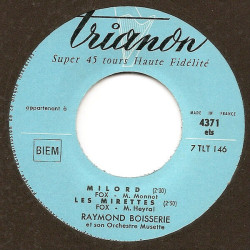 trianon
Super 45 tours Haute Fidélité
appartenant à
MADE IN FRANCE
4371
els
BIEM
7 TLT 146
MILORD (2'30)
FOX - M. Monnot
LES MIRETTES (2'50)
FOX - M. Heyral
RAYMOND BOISSERIE
et son Orchestre Musette